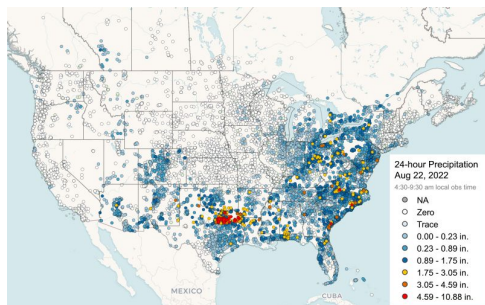 24-hour Precipitation
Aug 22, 2022
4:30-9:30 am local obs time
NA
Zero
Trace
0.00 - 0.23 in.
0.23 - 0.89 in.
0.89 - 1.75 in.
1.75 - 3.05 in.
3.05 - 4.59 in.
4.59 - 10.88 in.
MEXICO
CUBA